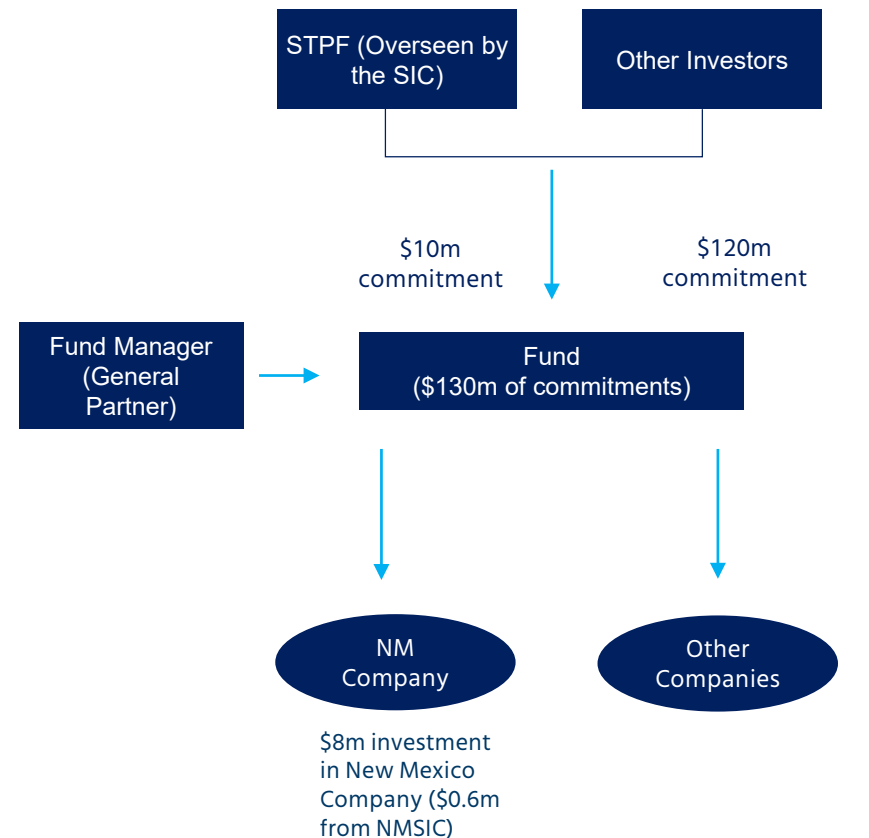 STPF (Overseen by
the SIC)
Other Investors
$10m
commitment
$120m
commitment
Fund Manager
(General
Partner)
Fund
($130m of commitments)
NM
Company
Other
Companies
$8m investment
in New Mexico
Company ($0.6m
from NMSIC)